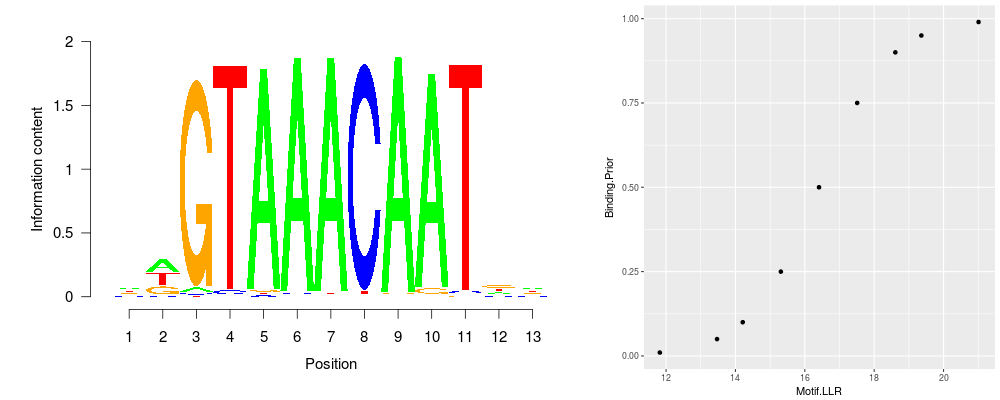 2
1.5
1
0.5
0
Information content
A
T
G
G
T
A
A
A
C
A
A
T
1 2 3 4 5 6 7 8 9 10 11 12 13
Position
1.00
0.75
0.50
0.25
0.00
Binding.Prior
12 14 16 18 20
Motif.LLR